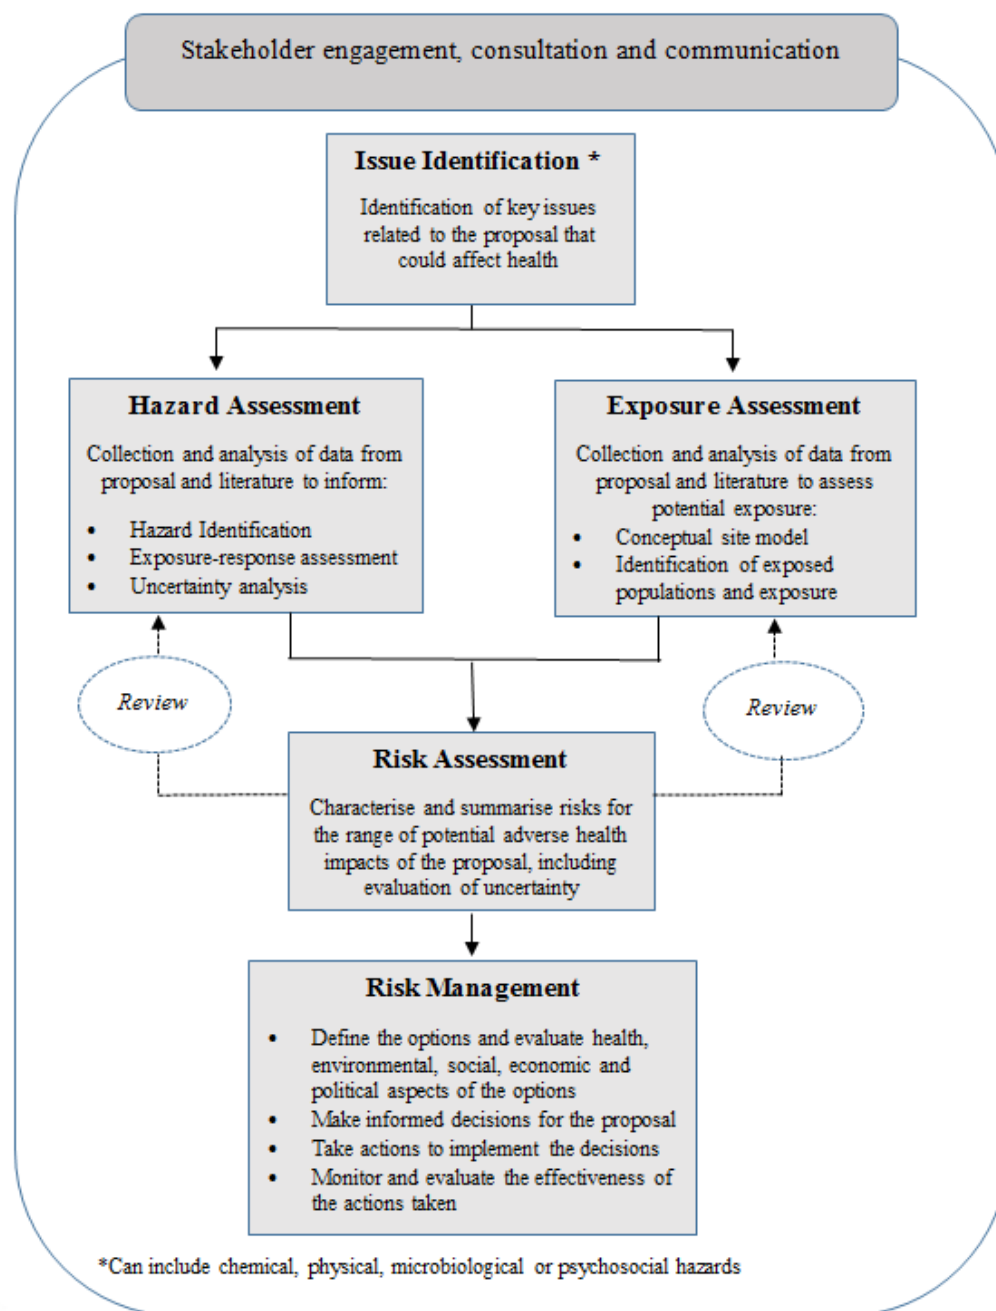 Stakeholder engagement, consultation and communication
Issue Identification *
Identification of key issues
related to the proposal that
could affect health
Hazard Assessment
Collection and analysis of data from
proposal and literature to inform:
• Hazard Identification
• Exposure-response assessment
• Uncertainty analysis
Exposure Assessment
Collection and analysis of data from
proposal and literature to assess
potential exposure:
• Conceptual site model
• Identification of exposed
populations and exposure
Review
Review
Risk Assessment
Characterise and summarise risks for
the range of potential adverse health
impacts of the proposal, including
evaluation of uncertainty
Risk Management
• Define the options and evaluate health,
environmental, social, economic and
political aspects of the options
• Make informed decisions for the proposal
• Take actions to implement the decisions
• Monitor and evaluate the effectiveness of
the actions taken
*Can include chemical, physical, microbiological or psychosocial hazards